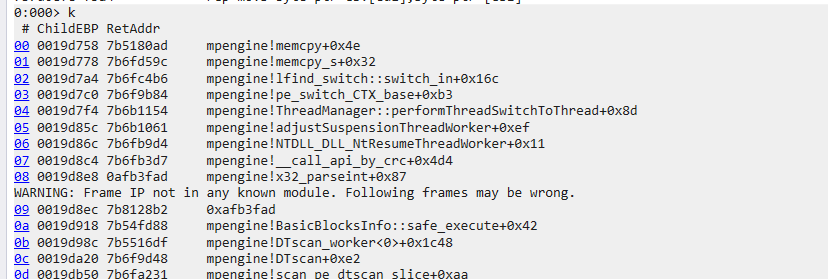 0:000> k
# ChildEBP RetAddr
00 0019d758 7b5180ad mpengine!memcpy+0x4e
01 0019d778 7b6fd59c mpengine!memcpy_s+0x32
02 0019d7a4 7b6fc4b6 mpengine!lfind_switch::switch_in+0x16c
03 0019d7c0 7b6f9b84 mpengine!pe_switch_CTX_base+0xb3
04 0019d7f4 7b6b1154 mpengine!ThreadManager::performThreadSwitchToThread+0x8d
05 0019d85c 7b6b1061 mpengine!adjustSuspensionThreadWorker+0xef
06 0019d86c 7b6fb9d4 mpengine!NTDLL_DLL_NtResumeThreadWorker+0x11
07 0019d8c4 7b6fb3d7 mpengine!__call_api_by_crc+0x4d4
08 0019d8e8 0afb3fad mpengine!x32_parseint+0x87
WARNING: Frame IP not in any known module. Following frames may be wrong.
09 0019d8ec 7b8128b2 0xafb3fad
0a 0019d918 7b54fd88 mpengine!BasicBlocksInfo::safe_execute+0x42
0b 0019d98c 7b5516df mpengine!DTscan_worker<0>+0x1c48
0c 0019da20 7b6f9d48 mpengine!DTscan+0xe2
0d 0019db50 7b6fa231 mpengine!scan_pe_dtscan_slice+0xaa